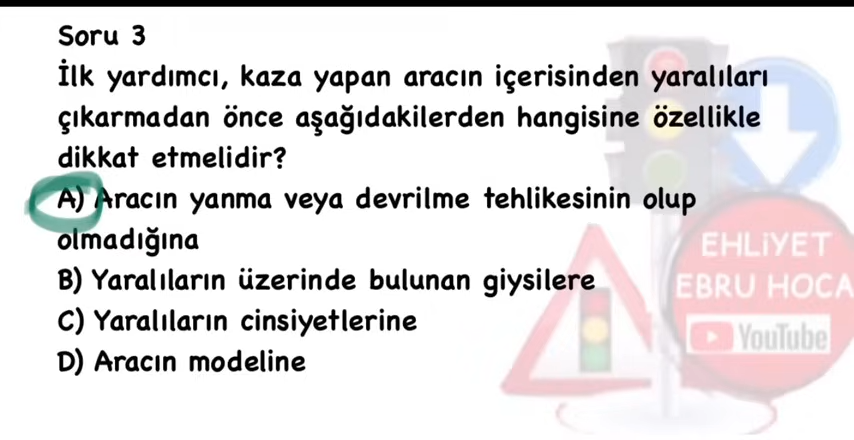 Soru 3
İlk yardımcı, kaza yapan aracın içerisinden yaralıları
çıkarmadan önce aşağıdakilerden hangisine özellikle
dikkat etmelidir?
A) Aracın yanma veya devrilme tehlikesinin olup
olmadığına
B) Yaralıların üzerinde bulunan giysilere
C) Yaralıların cinsiyetlerine
D) Aracın modeline
EHLİYET
EBRU HOCA
YouTube